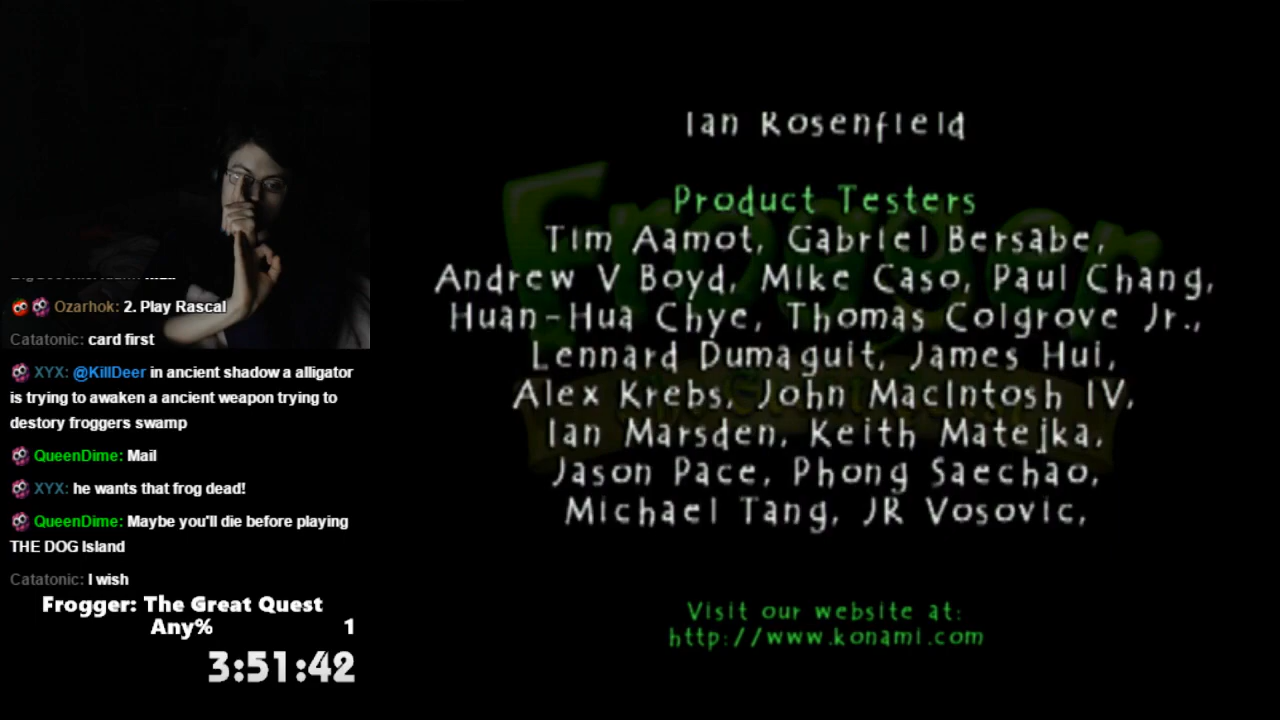 Ozarhok: 2. Play Rascal
Catatonic: card first
XYX: @KillDeer in ancient shadow a alligator
is trying to awaken a ancient weapon trying to
destory froggers swamp
QueenDime: Mail
XYX: he wants that frog dead!
QueenDime: Maybe you'll die before playing
THE DOG Island
Catatonic: I wish
Frogger: The Great Quest
Any% 1
3:51:42
Ian Rosenfield
Frogger
Product Testers
Tim Aamot, Gabriel Bersabe,
Andrew V Boyd, Mike Caso, Paul Chang,
Huan-Hua Chye, Thomas Colgrove Jr.,
Lennard Dumaguit, James Hui,
Alex Krebs, John MacIntosh IV,
Ian Marsden, Keith Matejka,
Jason Pace, Phong Saechao,
Michael Tang, JR Vosovic,
Visit our website at:
http://www.konami.com